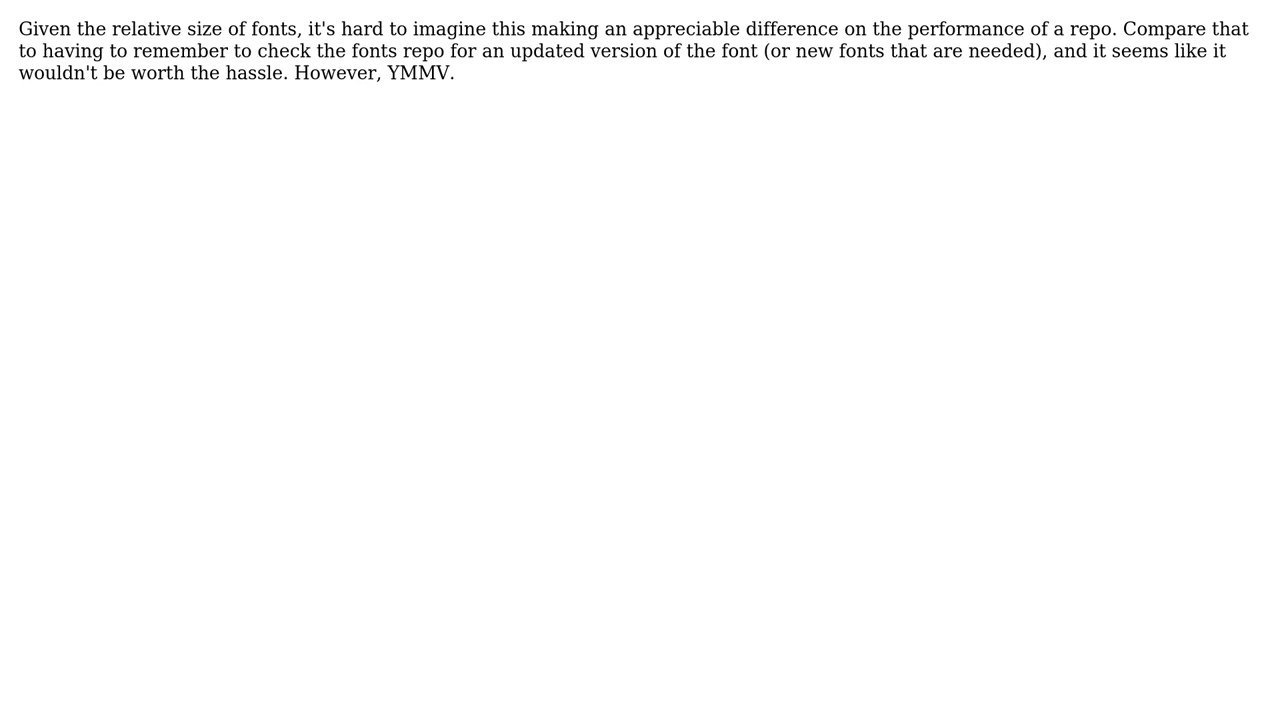 Given the relative size of fonts, it's hard to imagine this making an appreciable difference on the performance of a repo. Compare that
to having to remember to check the fonts repo for an updated version of the font (or new fonts that are needed), and it seems like it
wouldn't be worth the hassle. However, YMMV.